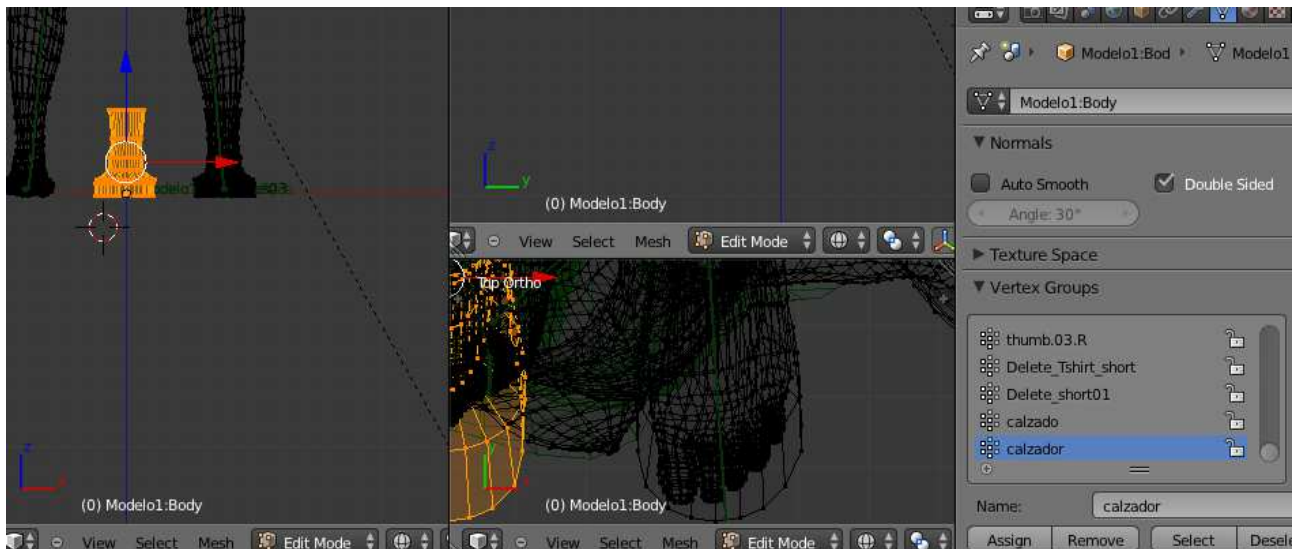 Modelo1:Bod
Modelo1
Modelo1:Body
Normals
Auto Smooth
Double Sided
Angle: 30°
Texture Space
Vertex Groups
thumb.03.R
Delete_Tshirt_short
Delete_short01
calzado
calzador
Name:
calzador
Assign
Remove
Select
Desele
z
y
(0) Modelo1:Body
View Select Mesh Edit Mode
Top Ortho
z
x
(0) Modelo1:Body
View Select Mesh Edit Mode
y
x
(0) Modelo1:Body
View Select Mesh Edit Mode